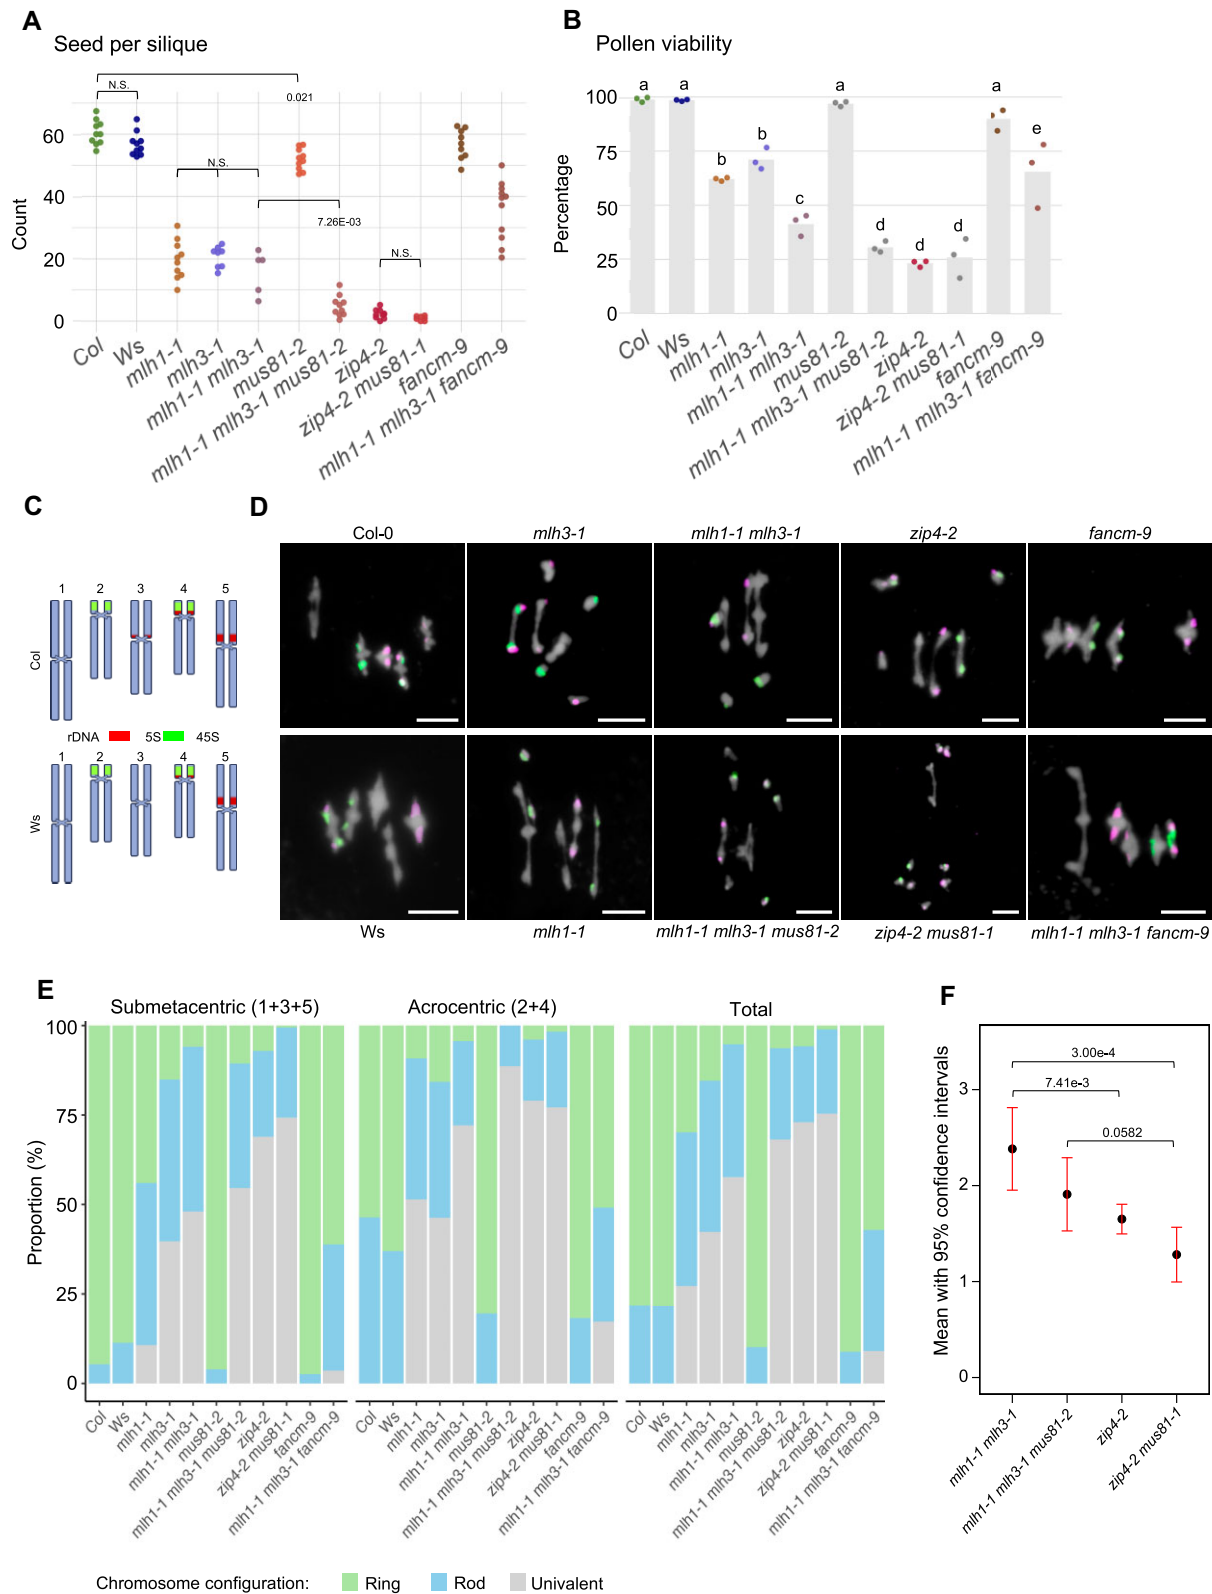 A
Seed per silique
Count
60
40
20
0
N.S.
0.021
N.S.
7.26E-03
N.S.
Col
Ws
mlh1-1
mlh3-1
mlh1-1 mlh3-1
mus81-2
mlh1-1 mlh3-1 mus81-2
zip4-2
zip4-2 mus81-1
fancm-9
mlh1-1 mlh3-1 fancm-9
B
Pollen viability
Percentage
100
75
50
25
0
a
a
b
b
c
a
d
d
d
a
e
Col
Ws
mlh1-1
mlh3-1
mlh1-1 mlh3-1
mus81-2
mlh1-1 mlh3-1 mus81-2
zip4-2
zip4-2 mus81-1
fancm-9
mlh1-1 mlh3-1 fancm-9
C
1 2 3 4 5
Col
rDNA 5S 45S
1 2 3 4 5
Ws
D
Col-0
mlh3-1
mlh1-1 mlh3-1
zip4-2
fancm-9
Ws
mlh1-1
mlh1-1 mlh3-1 mus81-2
zip4-2 mus81-1
mlh1-1 mlh3-1 fancm-9
E
Submetacentric (1+3+5)
Acrocentric (2+4)
Total
Proportion (%)
100
75
50
25
0
Col
Ws
mlh1-1
mlh3-1
mlh1-1 mlh3-1
mus81-2
mlh1-1 mlh3-1 mus81-2
zip4-2
zip4-2 mus81-1
fancm-9
mlh1-1 mlh3-1 fancm-9
Col
Ws
mlh1-1
mlh3-1
mlh1-1 mlh3-1
mus81-2
mlh1-1 mlh3-1 mus81-2
zip4-2
zip4-2 mus81-1
fancm-9
mlh1-1 mlh3-1 fancm-9
Col
Ws
mlh1-1
mlh3-1
mlh1-1 mlh3-1
mus81-2
mlh1-1 mlh3-1 mus81-2
zip4-2
zip4-2 mus81-1
fancm-9
mlh1-1 mlh3-1 fancm-9
Chromosome configuration: Ring Rod Univalent
F
Mean with 95% confidence intervals
3
2
1
0
3.00e-4
7.41e-3
0.0582
mlh1-1 mlh3-1
mlh1-1 mlh3-1 mus81-2
zip4-2
zip4-2 mus81-1